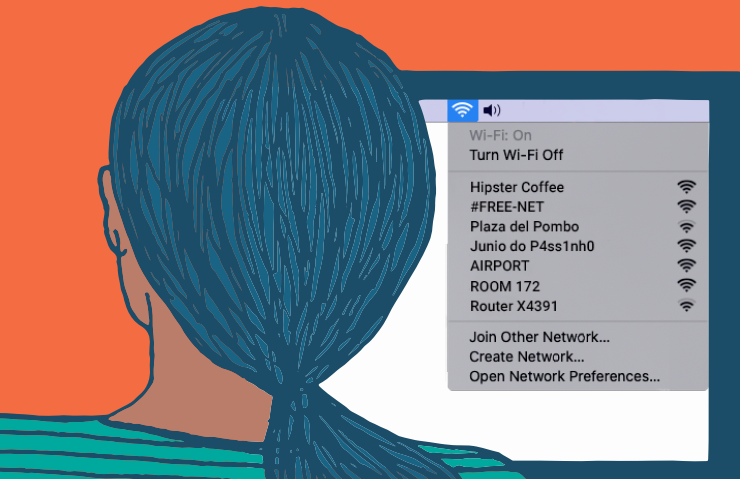 Wi-Fi: On
Turn Wi-Fi Off
Hipster Coffee
#FREE-NET
Plaza del Pombo
Junio do P4ss1nh0
AIRPORT
ROOM 172
Router X4391
Join Other Network...
Create Network...
Open Network Preferences...